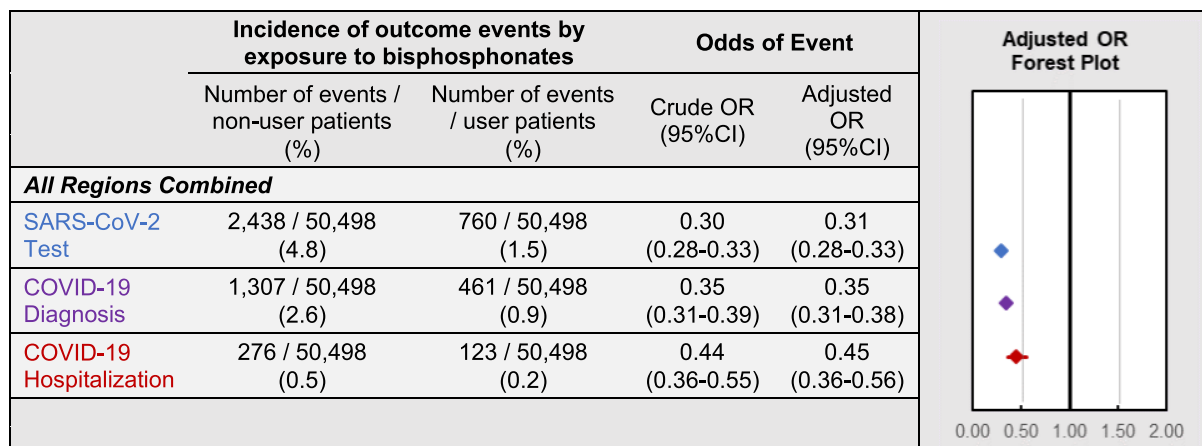 Incidence of outcome events by
exposure to bisphosphonates
Odds of Event
Number of events /
non-user patients
(%)
Number of events
/ user patients
(%)
Crude OR
(95%CI)
Adjusted
OR
(95%CI)
All Regions Combined
SARS-CoV-2
Test
2,438 / 50,498
(4.8)
760 / 50,498
(1.5)
0.30
(0.28-0.33)
0.31
(0.28-0.33)
COVID-19
Diagnosis
1,307 / 50,498
(2.6)
461 / 50,498
(0.9)
0.35
(0.31-0.39)
0.35
(0.31-0.38)
COVID-19
Hospitalization
276 / 50,498
(0.5)
123 / 50,498
(0.2)
0.44
(0.36-0.55)
0.45
(0.36-0.56)
Adjusted OR
Forest Plot
0.00 0.50 1.00 1.50 2.00